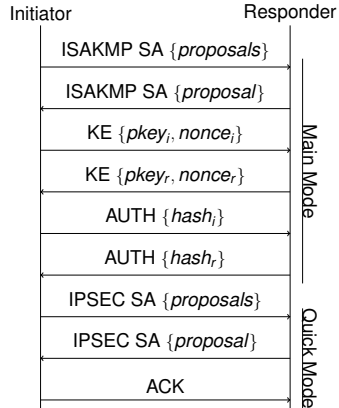 Initiator
Responder
ISAKMP SA {proposals}
ISAKMP SA {proposal}
KE {pkeyᵢ, nonceᵢ}
KE {pkeyᵣ, nonceᵣ}
AUTH {hashᵢ}
AUTH {hashᵣ}
Main Mode
IPSEC SA {proposals}
IPSEC SA {proposal}
ACK
Quick Mode